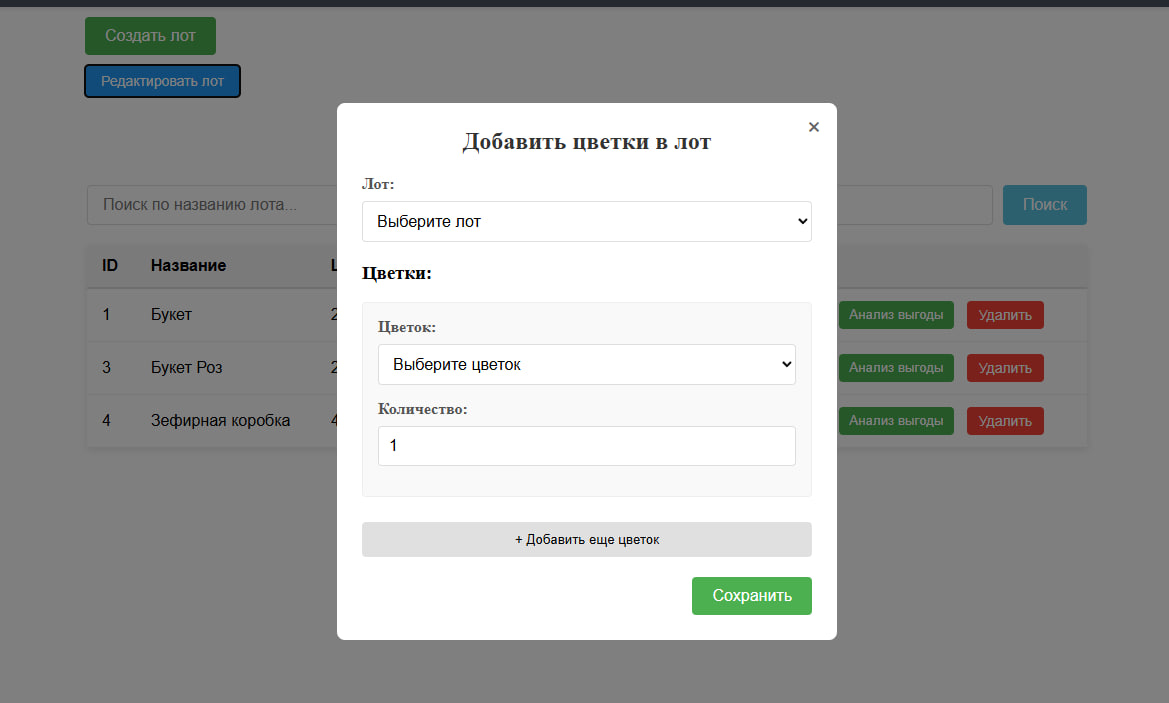 Создать лот
Редактировать лот
×
Добавить цветки в лот
Лот:
Поиск по названию лота...
Поиск
Выберите лот
ID Название
Цветки:
1 Букет 2 Анализ выгоды Удалить
Цветок:
Выберите цветок
3 Букет Роз 2 Анализ выгоды Удалить
Количество:
4 Зефирная коробка 4 Анализ выгоды Удалить
1
+ Добавить еще цветок
Сохранить